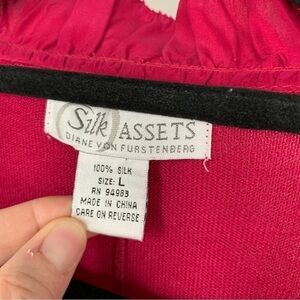 Silk ASSETS
DIANE VON FURSTENBERG
100% SILK
SIZE: L
RN 94983
MADE IN CHINA
CARE ON REVERSE